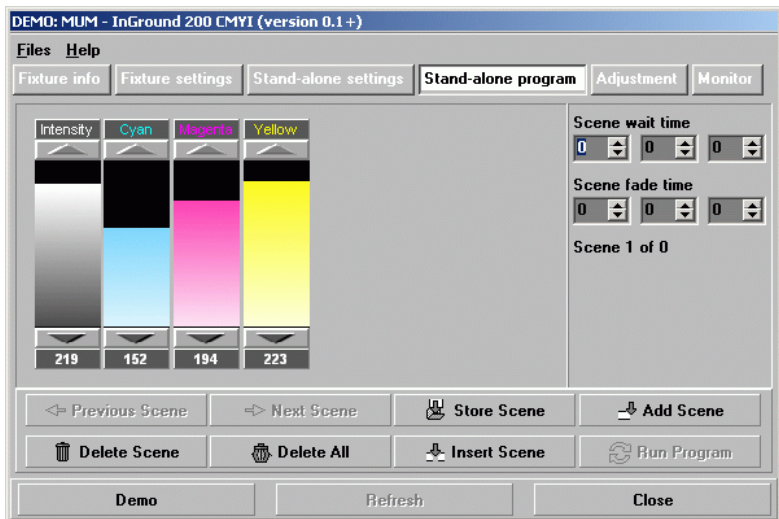 DEMO: MUM - InGround 200 CMYI (version 0.1+)
Files Help
Fixture info Fixture settings Stand-alone settings Stand-alone program Adjustment Monitor
Intensity Cyan Magenta Yellow
219 152 194 223
Scene wait time
0 0 0
Scene fade time
0 0 0
Scene 1 of 0
Previous Scene Next Scene Store Scene Add Scene
Delete Scene Delete All Insert Scene Run Program
Demo Refresh Close